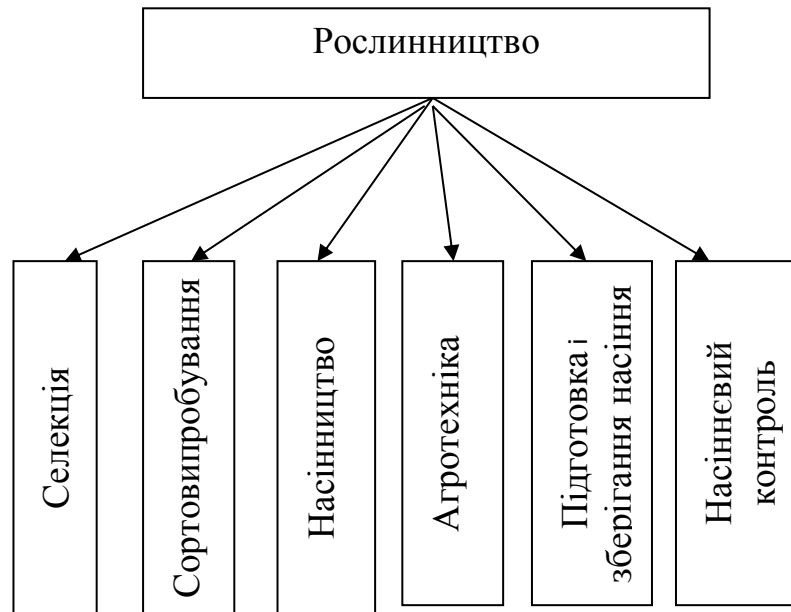 Рослинництво
Селекція
Сортовипробування
Насінництво
Агротехніка
Підготовка і
зберігання насіння
Насіннєвий
контроль